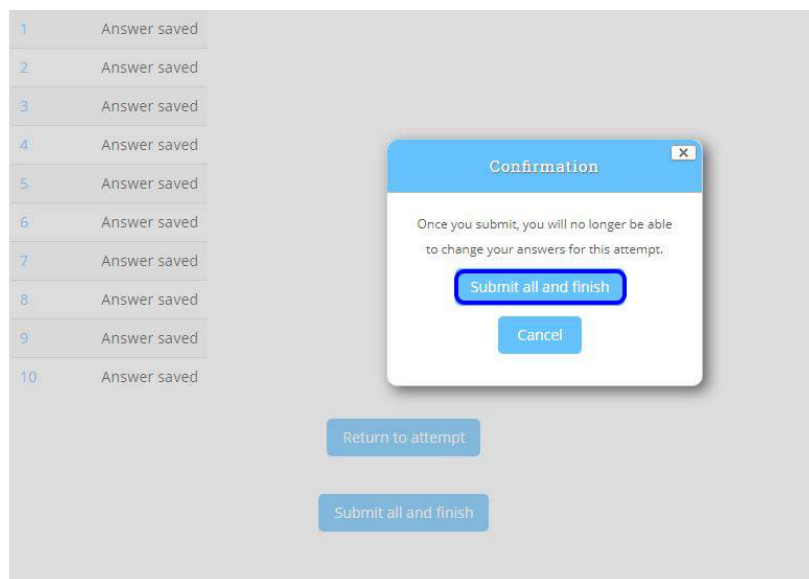 1 Answer saved
2 Answer saved
3 Answer saved
4 Answer saved
5 Answer saved
6 Answer saved
7 Answer saved
8 Answer saved
9 Answer saved
10 Answer saved
Confirmation
Once you submit, you will no longer be able
to change your answers for this attempt.
Submit all and finish
Cancel
Return to attempt
Submit all and finish